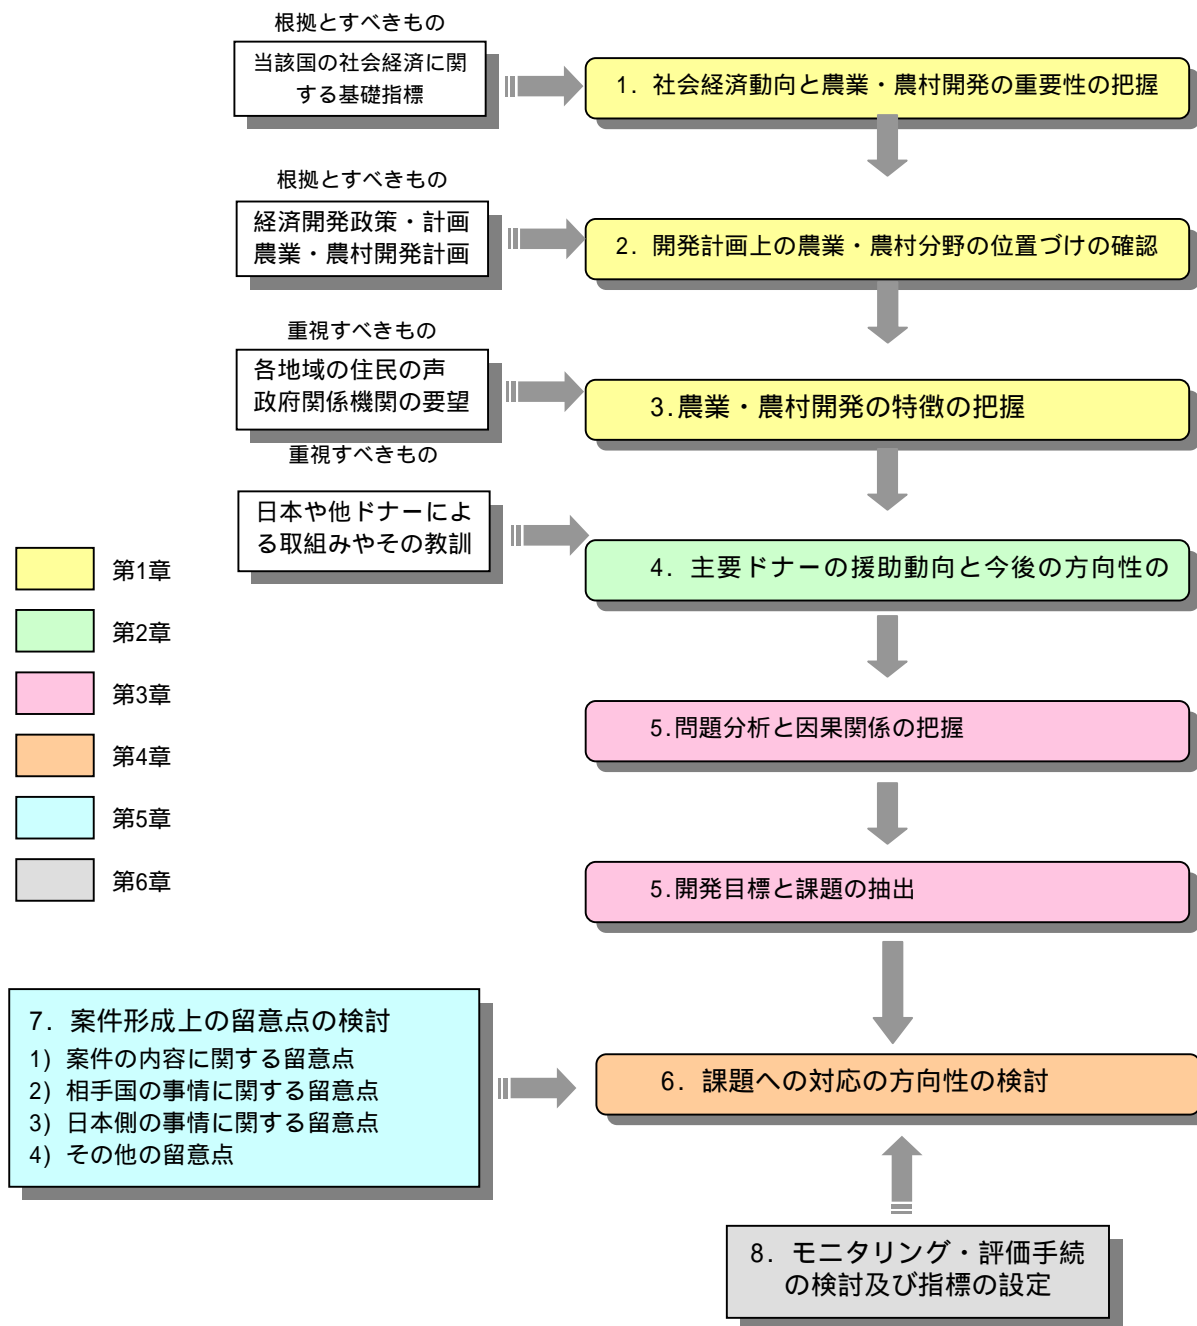 根拠とすべきもの
当該国の社会経済に関
する基礎指標
1. 社会経済動向と農業・農村開発の重要性の把握
根拠とすべきもの
経済開発政策・計画
農業・農村開発計画
2. 開発計画上の農業・農村分野の位置づけの確認
重視すべきもの
各地域の住民の声
政府関係機関の要望
3.農業・農村開発の特徴の把握
重視すべきもの
日本や他ドナーによ
る取組みやその教訓
4. 主要ドナーの援助動向と今後の方向性の
第1章
第2章
第3章
第4章
第5章
第6章
5.問題分析と因果関係の把握
5.開発目標と課題の抽出
7. 案件形成上の留意点の検討
1) 案件の内容に関する留意点
2) 相手国の事情に関する留意点
3) 日本側の事情に関する留意点
4) その他の留意点
6. 課題への対応の方向性の検討
8. モニタリング・評価手続
の検討及び指標の設定